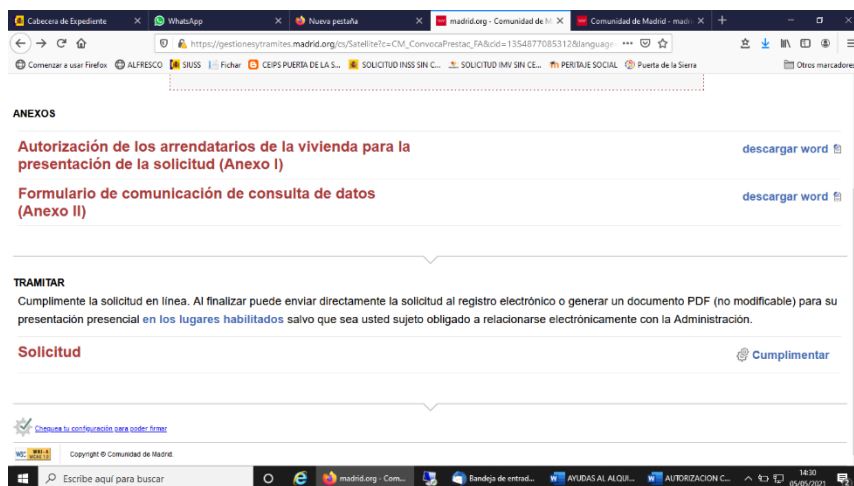 Cabecera de Expediente
WhatsApp
Nueva pestaña
madrid.org - Comunidad de M
Comunidad de Madrid - madri
https://gestionesytramites.madrid.org/cs/Satellite?c=CM_ConvocaPrestac_FA&cid=1354877085312&language
Comenzar a usar Firefox ALFRESCO SIUSS Fichar CEIPS PUERTA DE LA S... SOLICITUD INSS SIN C... SOLICITUD IMV SIN CE... PERITAJE SOCIAL Puerta de la Sierra Otros marcadores
ANEXOS
Autorización de los arrendatarios de la vivienda para la
presentación de la solicitud (Anexo I)
descargar word
Formulario de comunicación de consulta de datos
(Anexo II)
descargar word
TRAMITAR
Cumplimente la solicitud en línea. Al finalizar puede enviar directamente la solicitud al registro electrónico o generar un documento PDF (no modificable) para su
presentación presencial en los lugares habilitados salvo que sea usted sujeto obligado a relacionarse electrónicamente con la Administración.
Solicitud
Cumplimentar
Chequea tu configuración para poder firmar
Copyright © Comunidad de Madrid.
Escribe aquí para buscar
madrid.org - Com...
Bandeja de entrad...
AYUDAS AL ALQUI...
AUTORIZACION C...
14:30
05/05/2021